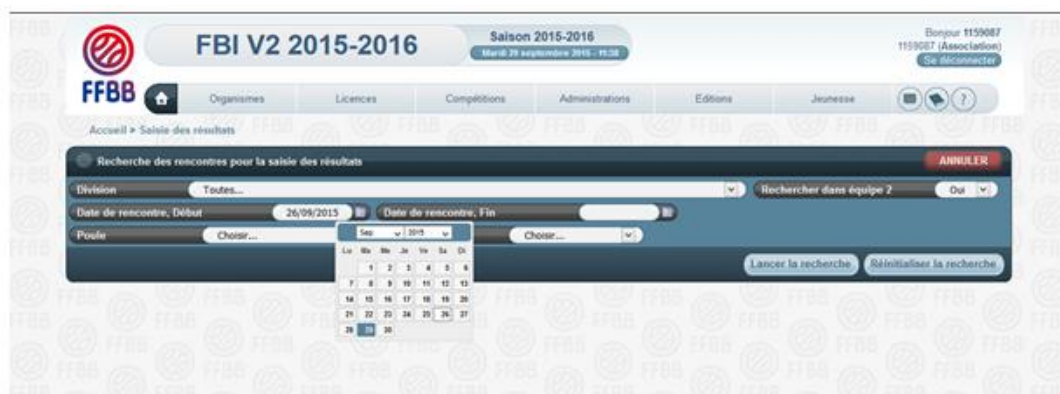 FBI V2 2015-2016
Saison 2015-2016
Mardi 29 septembre 2015 - 11:38
Bonjour 1159087
1159087 (Association)
Se déconnecter
FFBB
Organismes Licences Compétitions Administrations Editions Jeunesse ?
Accueil > Saisie des résultats
Recherche des rencontres pour la saisie des résultats ANNULER
Division Toutes... Rechercher dans équipe 2 Oui
Date de rencontre, Début 26/09/2015 Date de rencontre, Fin
Poule Choisir... Choisir...
Sep 2015
Lu Ma Me Je Ve Sa Di
1 2 3 4 5 6
7 8 9 10 11 12 13
14 15 16 17 18 19 20
21 22 23 24 25 26 27
28 29 30
Lancer la recherche Réinitialiser la recherche